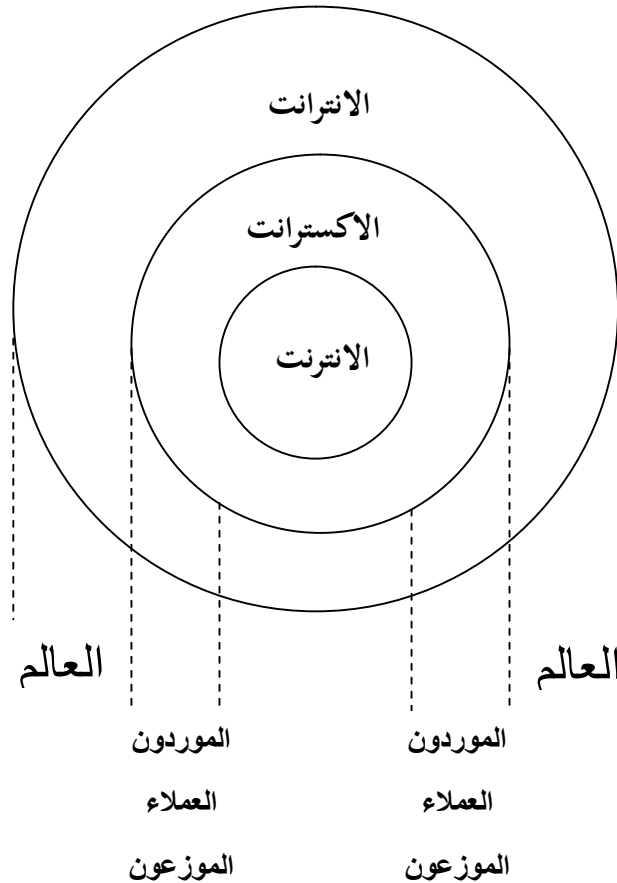 الانترانت
الاكسترانت
الانترنت
العالم
العالم
الموردون
الموردون
العملاء
العملاء
الموزعون
الموزعون